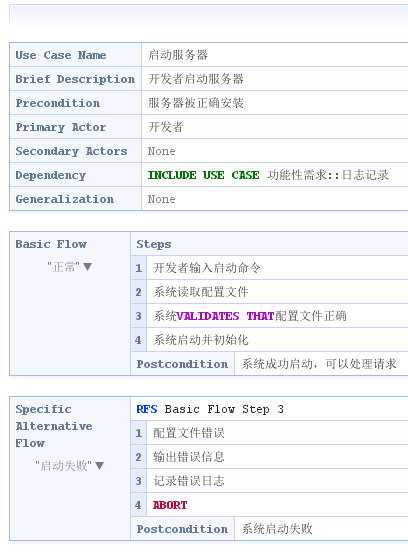 Use Case Name 启动服务器
Brief Description 开发者启动服务器
Precondition 服务器被正确安装
Primary Actor 开发者
Secondary Actors None
Dependency INCLUDE USE CASE 功能性需求::日志记录
Generalization None
Basic Flow Steps
"正常" ▼
1 开发者输入启动命令
2 系统读取配置文件
3 系统VALIDATES THAT配置文件正确
4 系统启动并初始化
Postcondition 系统成功启动，可以处理请求
Specific Alternative Flow RFS Basic Flow Step 3
"启动失败" ▼
1 配置文件错误
2 输出错误信息
3 记录错误日志
4 ABORT
Postcondition 系统启动失败